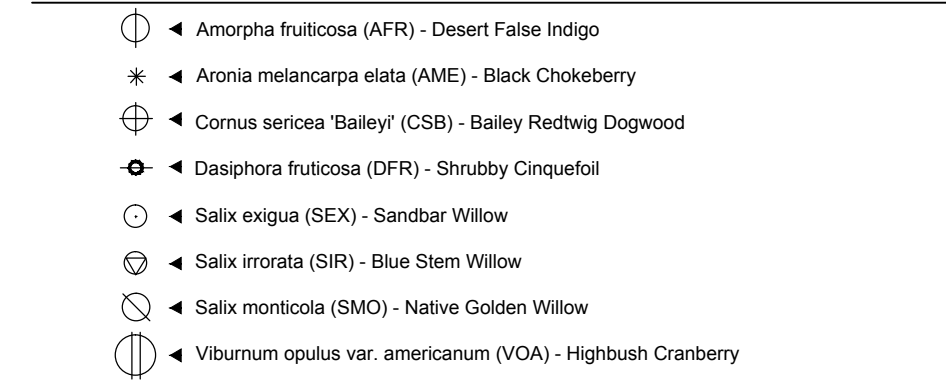 Amorpha fruiticosa (AFR) - Desert False Indigo
Aronia melancarpa elata (AME) - Black Chokeberry
Cornus sericea 'Baileyi' (CSB) - Bailey Redtwig Dogwood
Dasiphora fruticosa (DFR) - Shrubby Cinquefoil
Salix exigua (SEX) - Sandbar Willow
Salix irrorata (SIR) - Blue Stem Willow
Salix monticola (SMO) - Native Golden Willow
Viburnum opulus var. americanum (VOA) - Highbush Cranberry